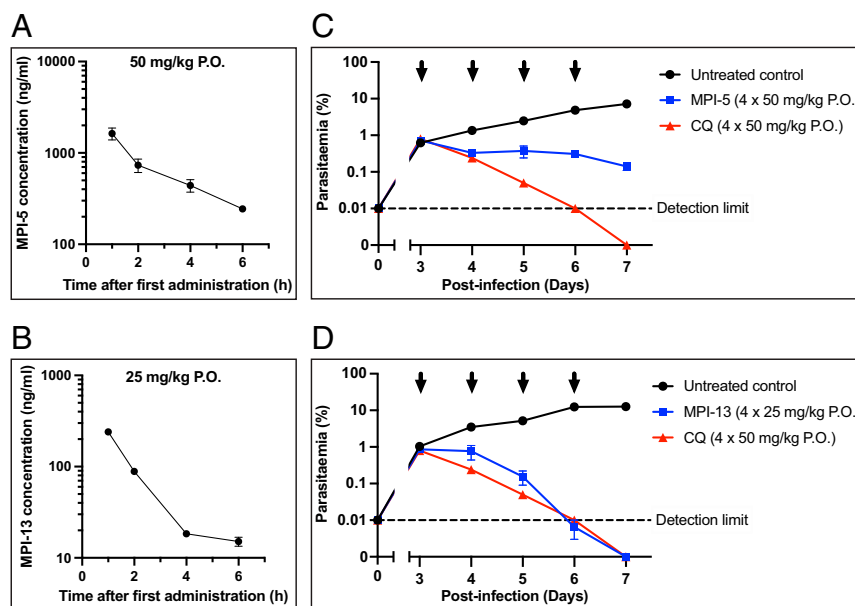 A
50 mg/kg P.O.
MPI-5 concentration (ng/ml)
10000
1000
100
0
2
4
6
Time after first administration (h)
C
Parasitaemia (%)
100
10
1
0.1
0.01
0
Detection limit
0
3
4
5
6
7
Post-infection (Days)
Untreated control
MPI-5 (4 x 50 mg/kg P.O.)
CQ (4 x 50 mg/kg P.O.)
B
25 mg/kg P.O.
MPI-13 concentration (ng/ml)
1000
100
10
0
2
4
6
Time after first administration (h)
D
Parasitaemia (%)
100
10
1
0.1
0.01
0
Detection limit
0
3
4
5
6
7
Post-infection (Days)
Untreated control
MPI-13 (4 x 25 mg/kg P.O.
CQ (4 x 50 mg/kg P.O.)